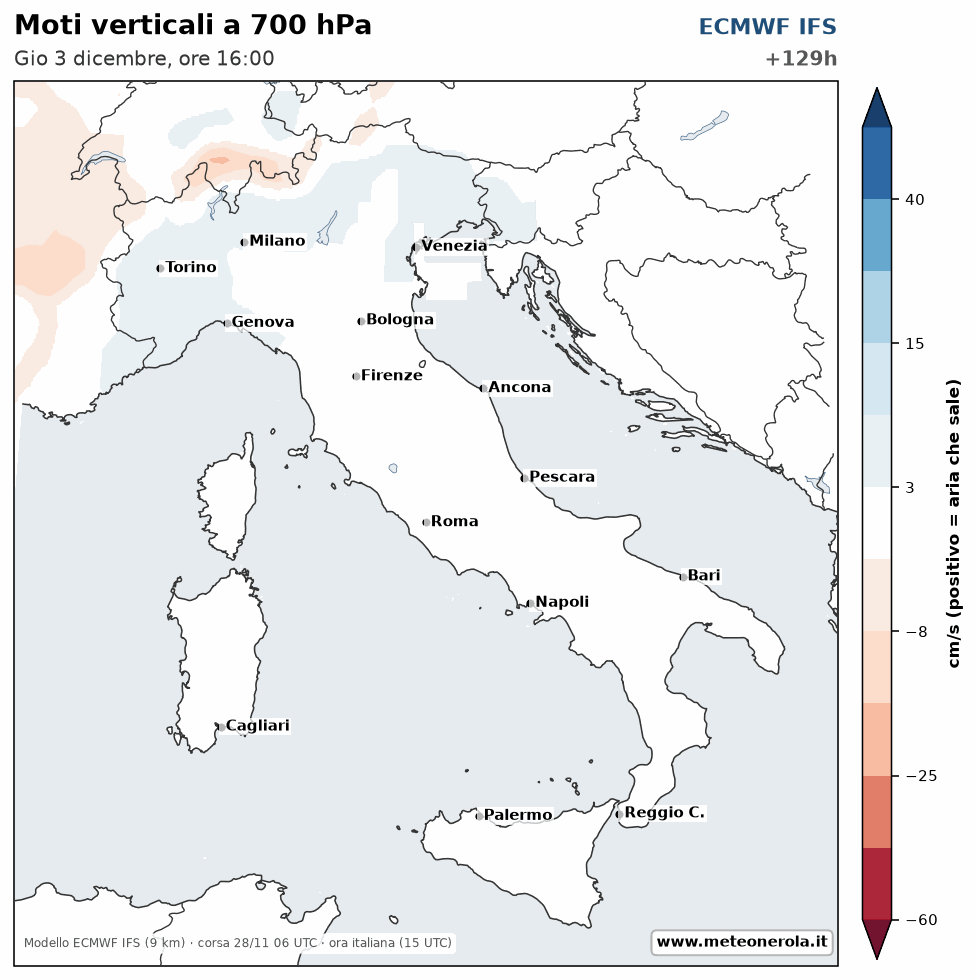 Moti verticali a 700 hPa
ECMWF IFS
Gio 3 dicembre, ore 16:00
+129h
Milano
Venezia
Torino
Genova
Bologna
Firenze
Ancona
Pescara
Roma
Bari
Napoli
Cagliari
Palermo
Reggio C.
40
15
3
−8
−25
−60
cm/s (positivo = aria che sale)
Modello ECMWF IFS (9 km) · corsa 28/11 06 UTC · ora italiana (15 UTC)
www.meteonerola.it